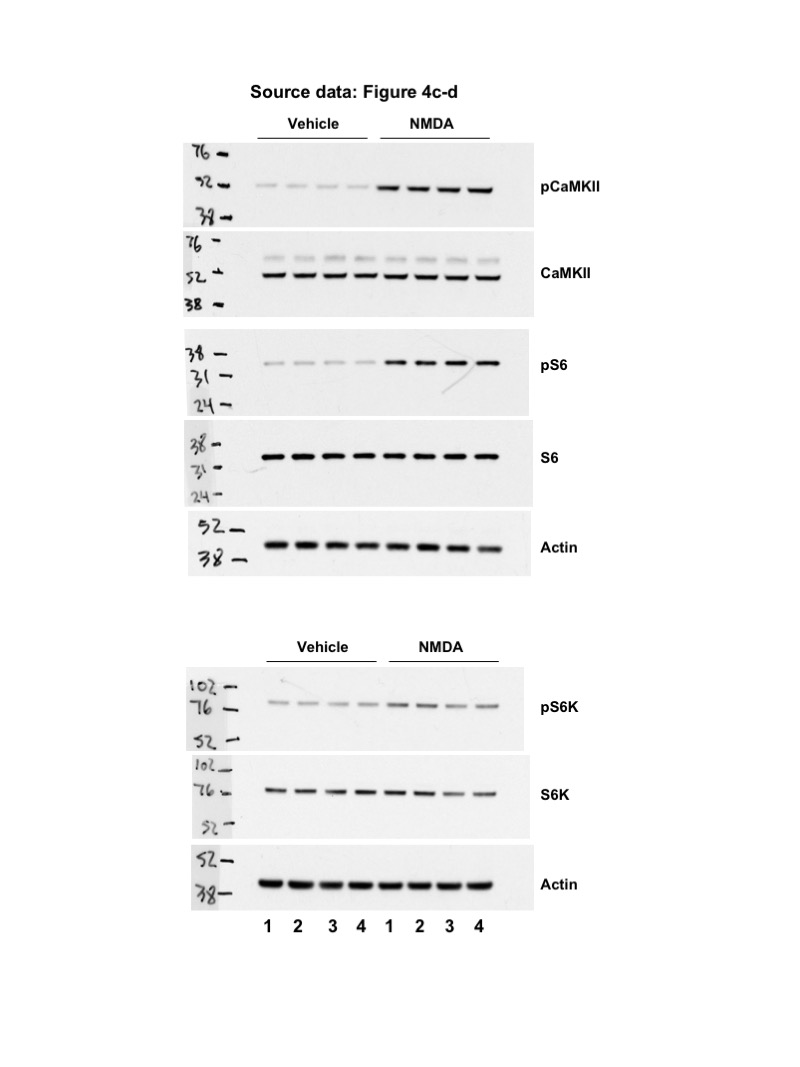 Source data: Figure 4c-d
Vehicle NMDA
76
52
38
pCaMKII
76
52
38
CaMKII
38
31
24
pS6
38
31
24
S6
52
38
Actin
Vehicle NMDA
102
76
52
pS6K
102
76
52
S6K
52
38
Actin
1 2 3 4 1 2 3 4